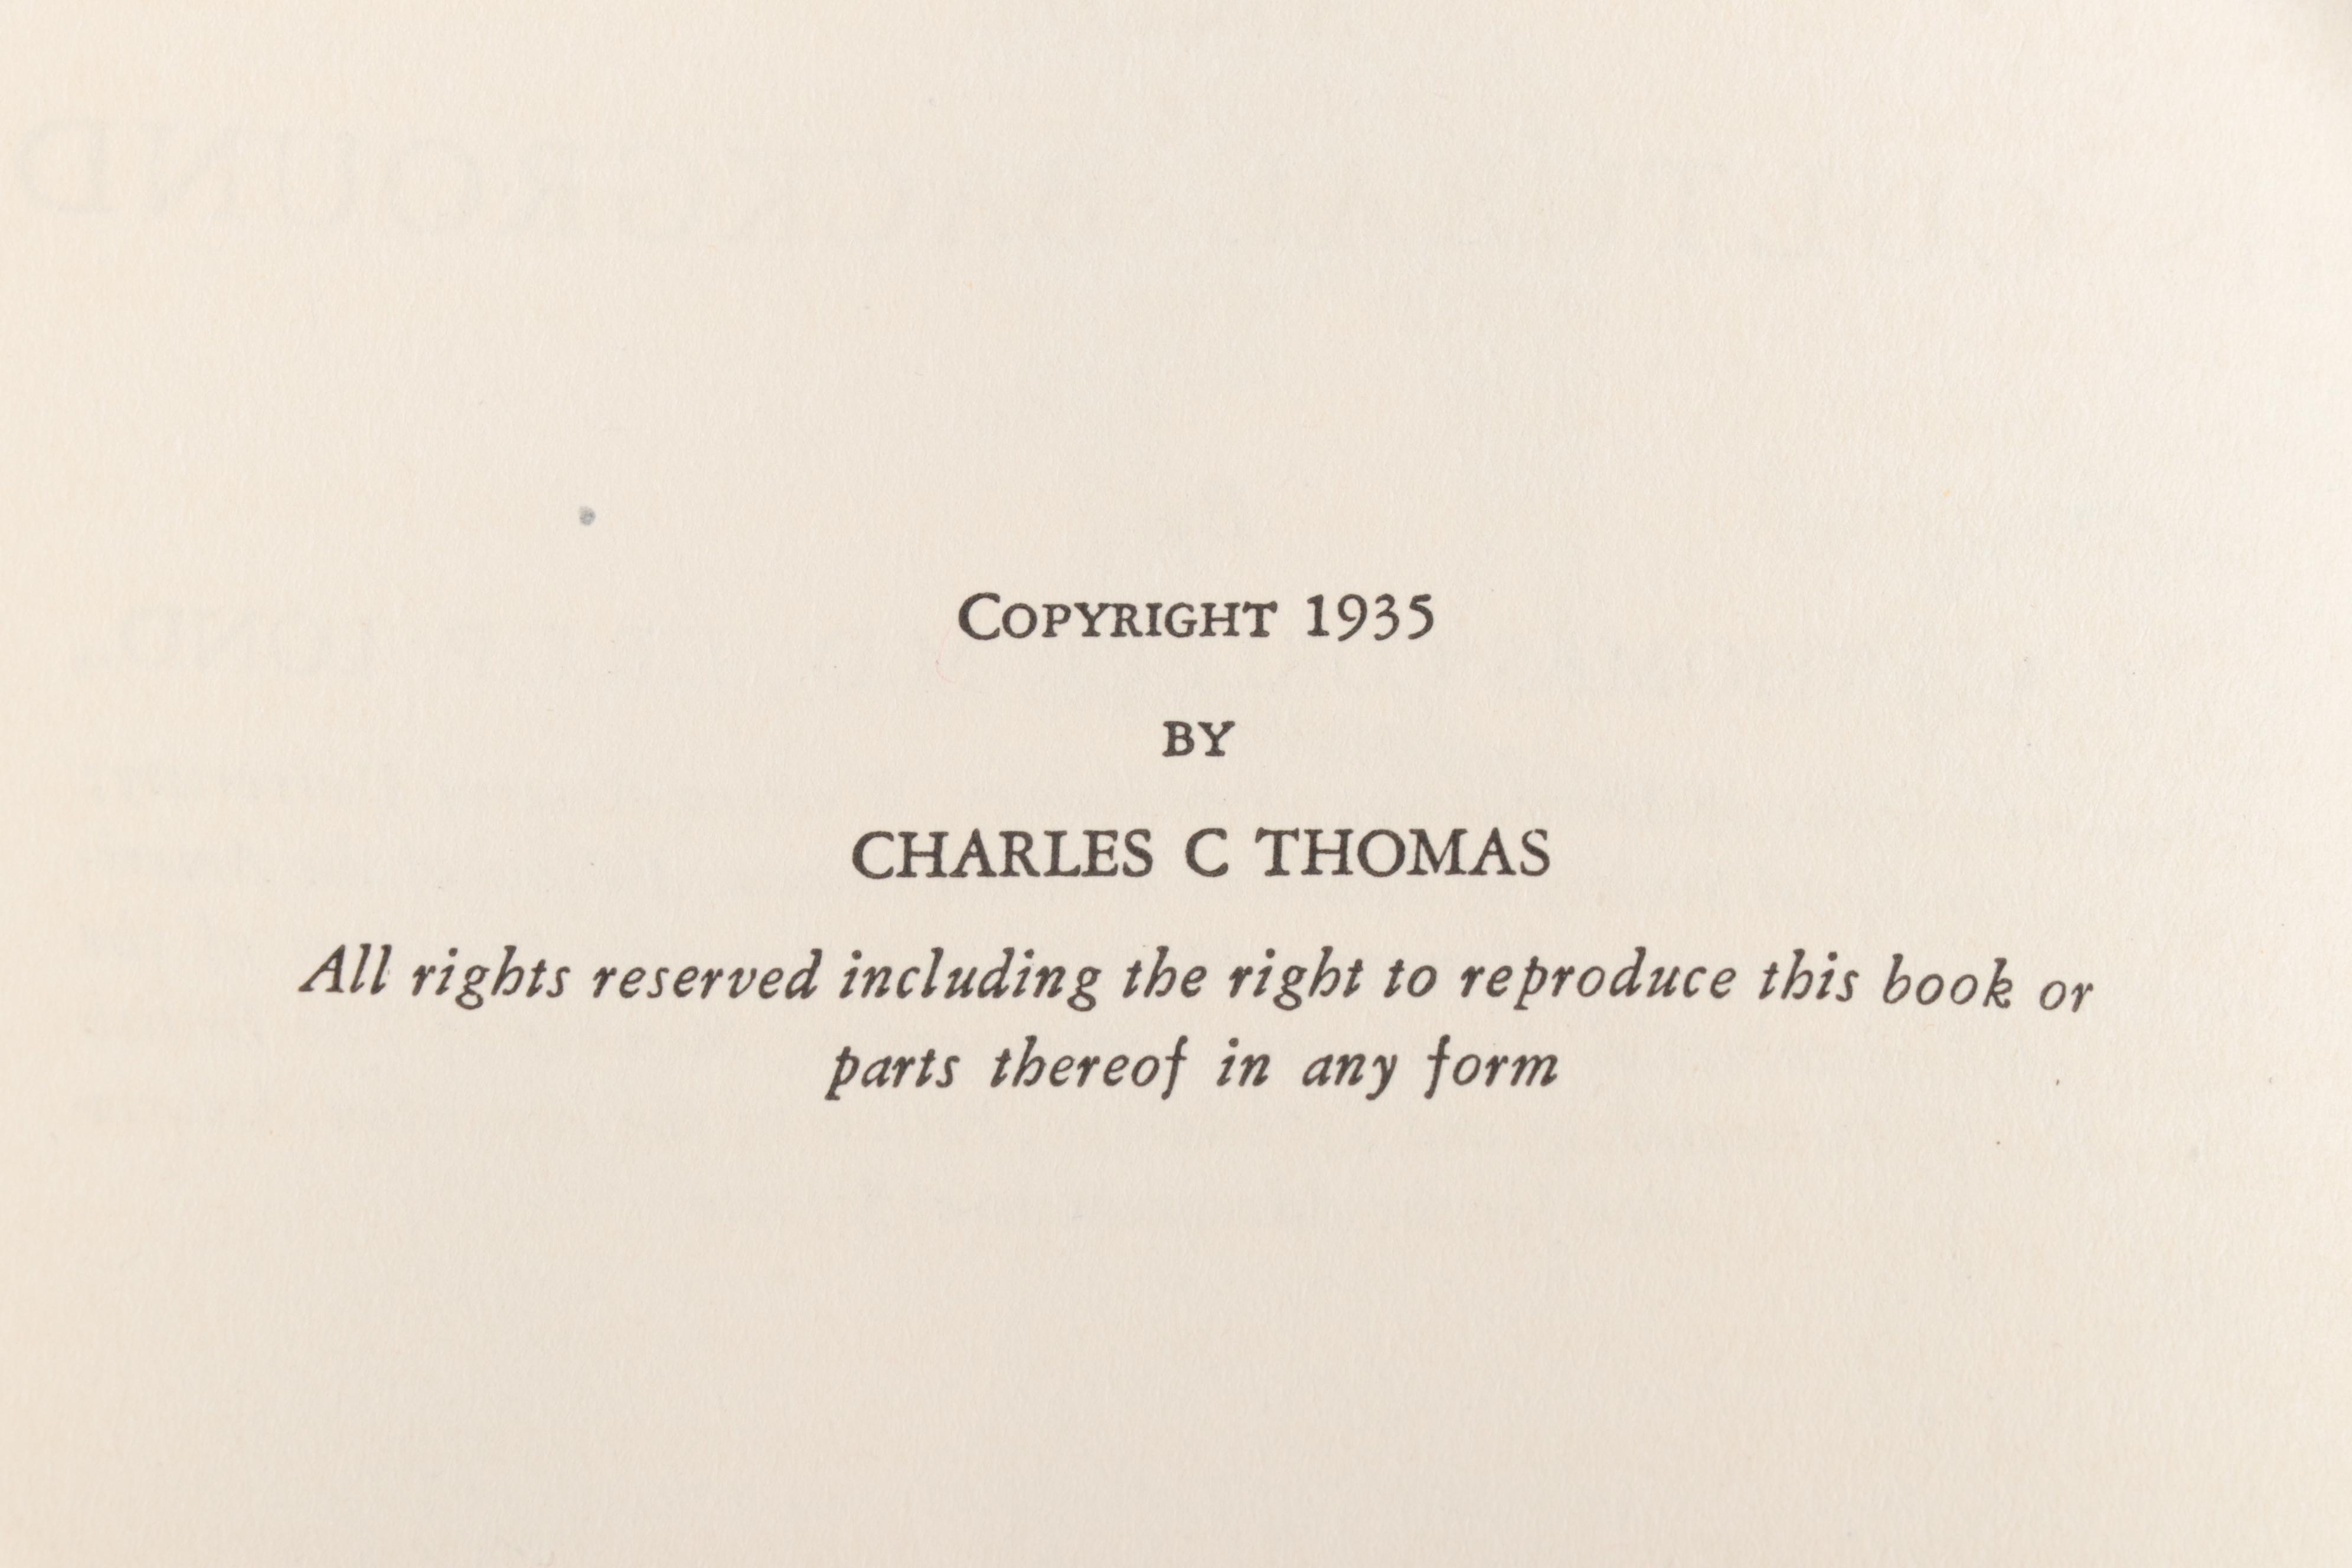 COPYRIGHT 1935
BY
CHARLES C THOMAS
All rights reserved including the right to reproduce this book or
parts thereof in any form